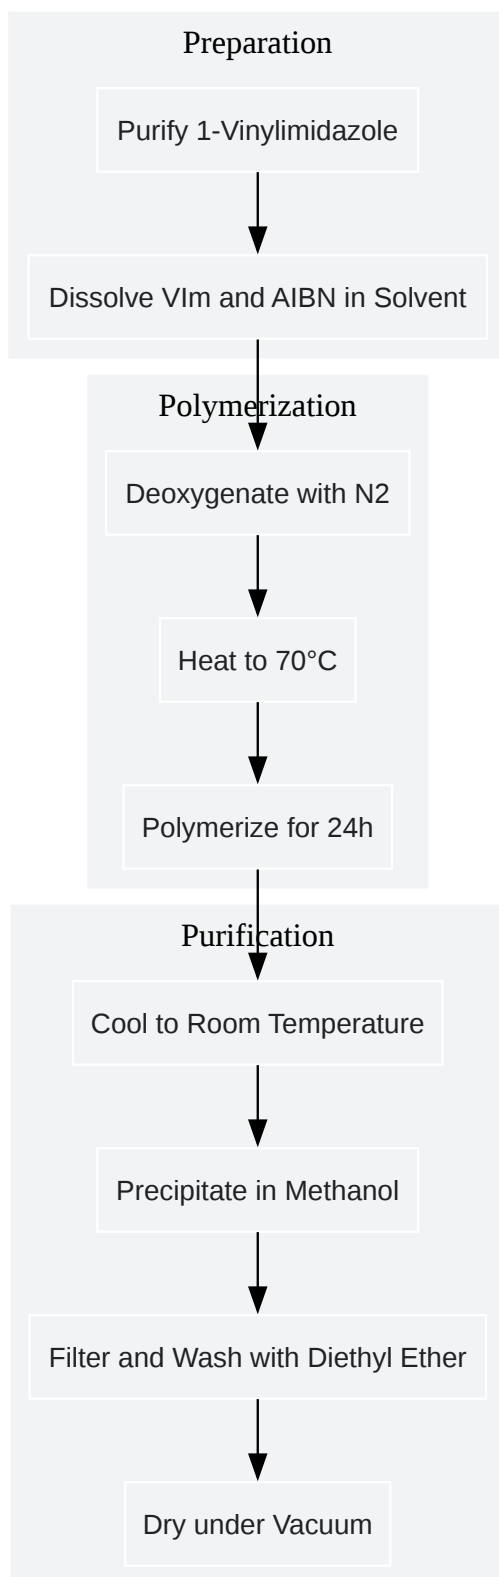 Preparation
Purify 1-Vinylimidazole
Dissolve VIm and AIBN in Solvent
Polymerization
Deoxygenate with N2
Heat to 70°C
Polymerize for 24h
Purification
Cool to Room Temperature
Precipitate in Methanol
Filter and Wash with Diethyl Ether
Dry under Vacuum